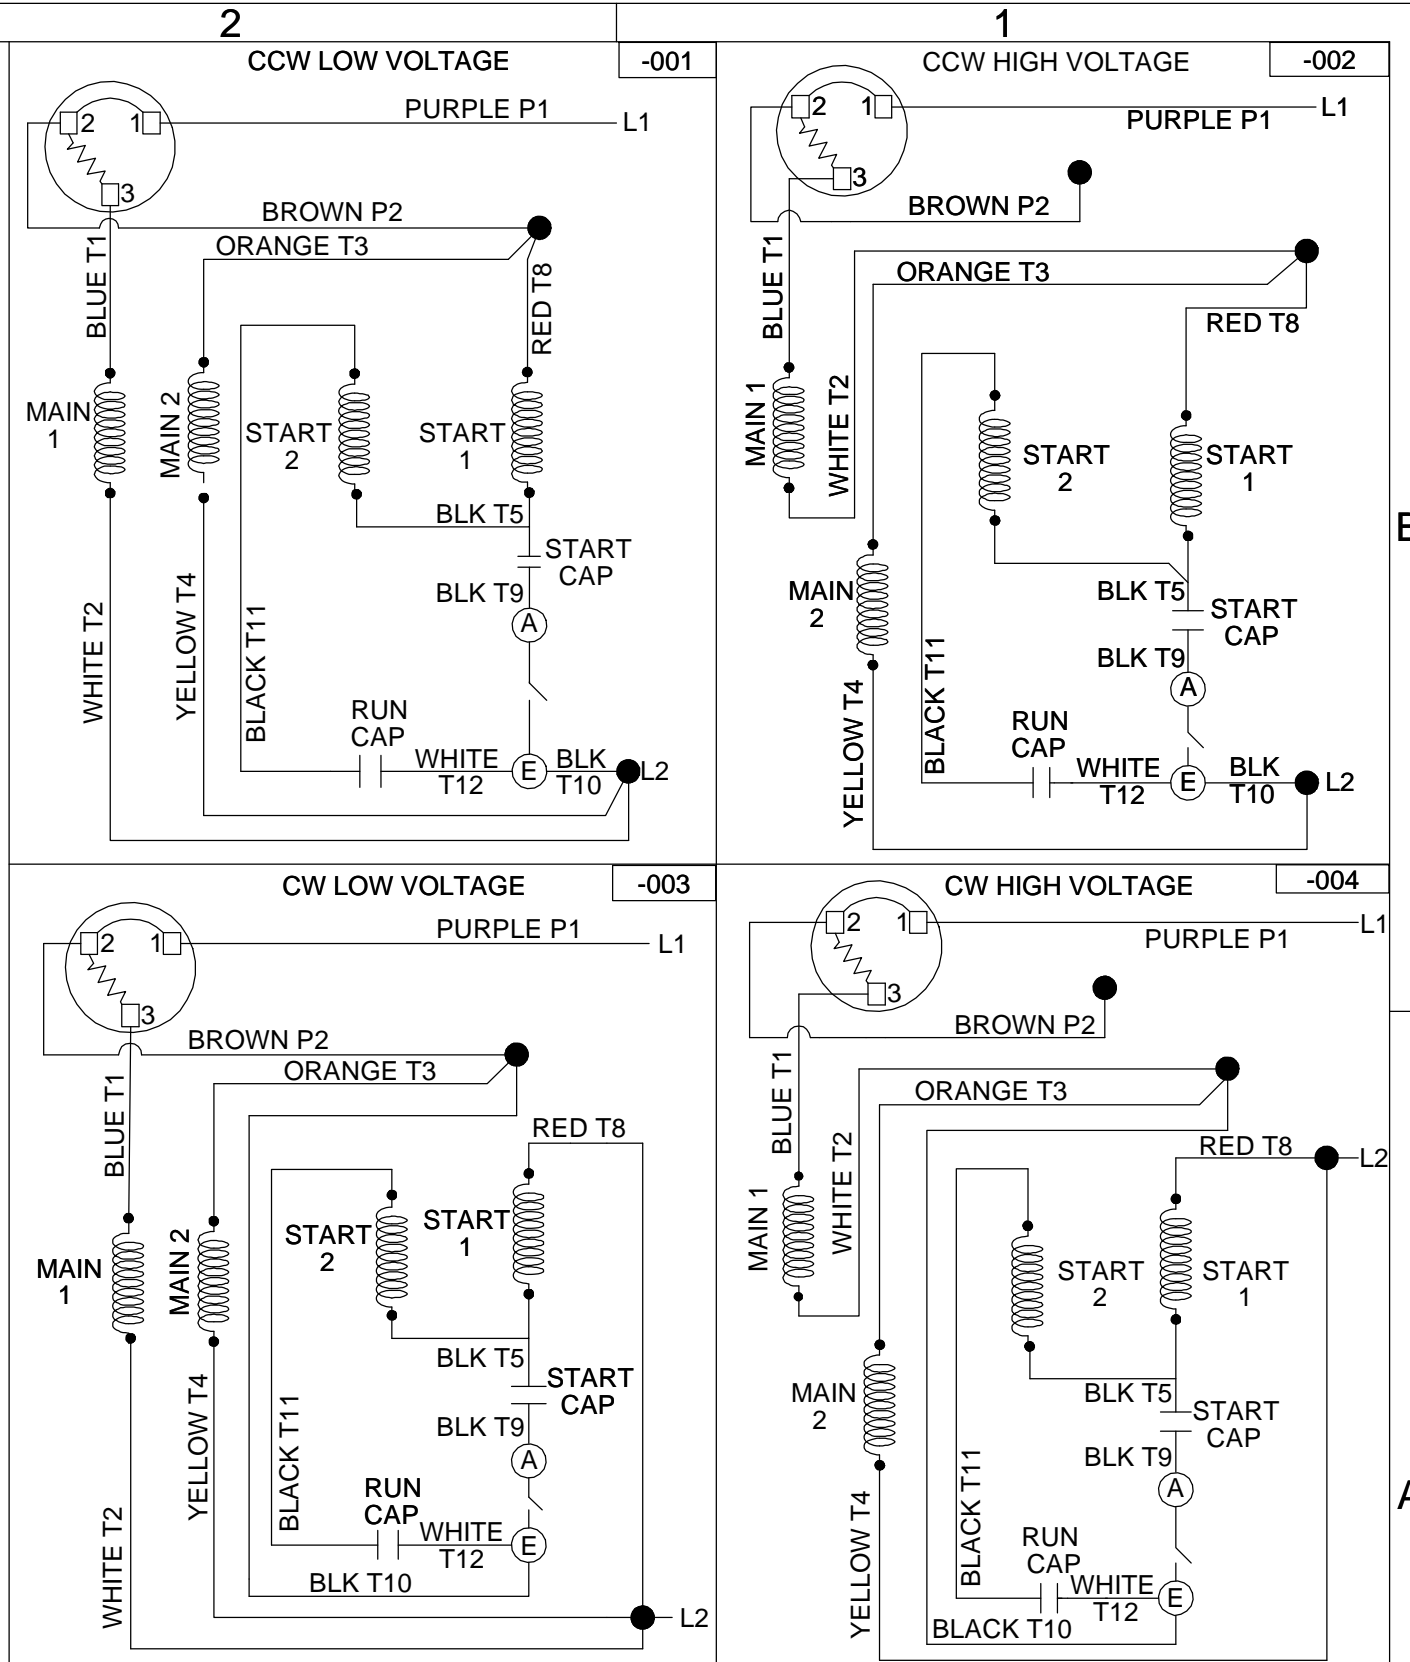 2
1
CCW LOW VOLTAGE
-001
2
1
PURPLE P1
L1
3
BROWN P2
ORANGE T3
BLUE T1
RED T8
MAIN
1
MAIN 2
START
2
START
1
BLK T5
START
CAP
BLK T9
A
WHITE T2
YELLOW T4
BLACK T11
RUN
CAP
WHITE
T12
E
BLK
T10
L2
CCW HIGH VOLTAGE
-002
2
1
L1
PURPLE P1
3
BROWN P2
BLUE T1
ORANGE T3
RED T8
MAIN 1
WHITE T2
START
2
START
1
MAIN
2
BLK T5
START
CAP
BLK T9
A
YELLOW T4
BLACK T11
RUN
CAP
WHITE
T12
E
BLK
T10
L2
B
CW LOW VOLTAGE
-003
2
1
PURPLE P1
L1
3
BROWN P2
ORANGE T3
BLUE T1
RED T8
START
2
START
1
MAIN
1
MAIN 2
BLK T5
START
CAP
BLK T9
A
WHITE T2
YELLOW T4
BLACK T11
RUN
CAP
WHITE
T12
E
BLK T10
L2
CW HIGH VOLTAGE
-004
2
1
L1
PURPLE P1
3
BROWN P2
BLUE T1
ORANGE T3
WHITE T2
RED T8
L2
MAIN 1
START
2
START
1
MAIN
2
BLK T5
START
CAP
BLK T9
A
YELLOW T4
BLACK T11
RUN
CAP
WHITE
T12
E
BLACK T10
A